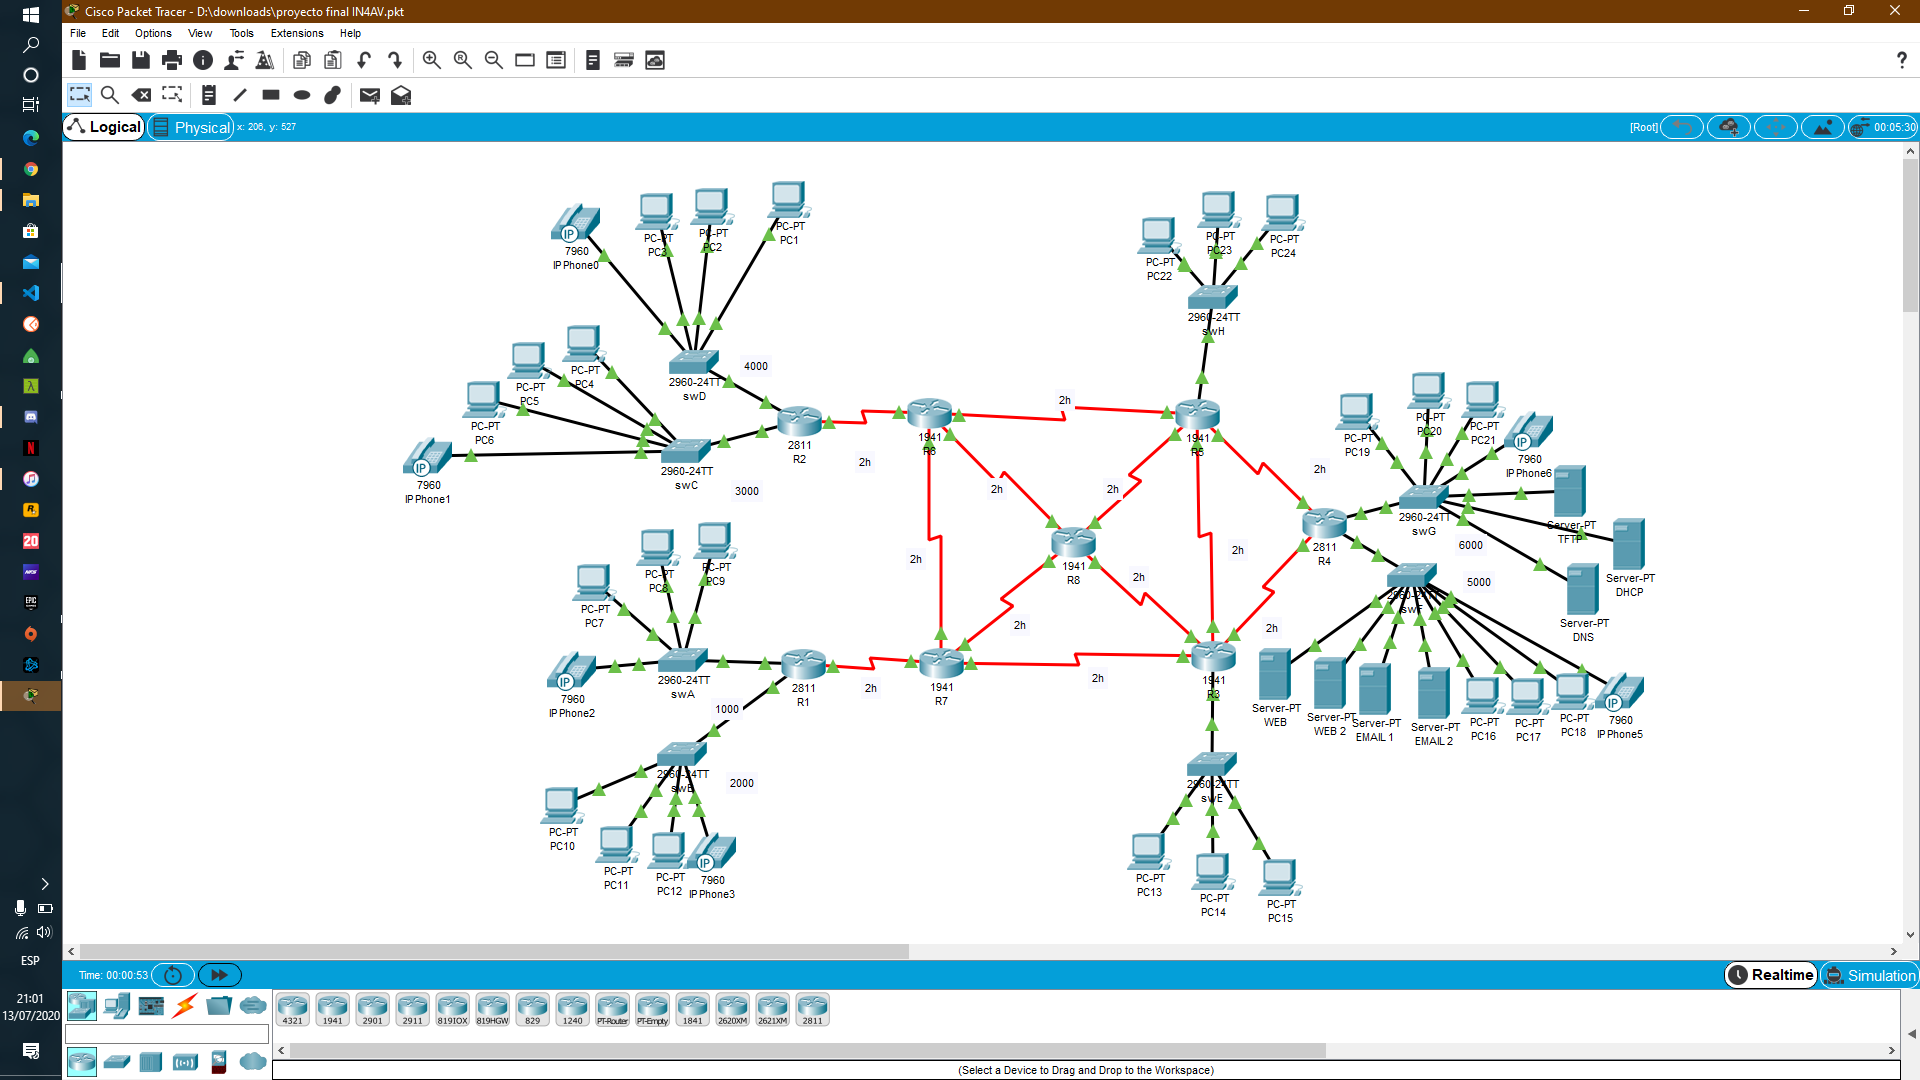 Cisco Packet Tracer - D:\downloads\proyecto final IN4AV.pkt
File Edit Options View Tools Extensions Help
Logical Physical x: 206, y: 527 [Root] 00:05:30
7960
IP Phone0
PC-PT
PC3
PC-PT
PC2
PC-PT
PC1
PC-PT
PC22
PC-PT
PC23
PC-PT
PC24
2960-24TT
swH
PC-PT
PC4
PC-PT
PC5
PC-PT
PC6
7960
IP Phone1
2960-24TT
swD
4000
2960-24TT
swC
3000
2811
R2
2h
1941
R6
2h
1941
R5
2h
2h
2h
2h
2h
1941
R8
2h
2h
2h
2811
R4
PC-PT
PC19
PC-PT
PC20
PC-PT
PC21
7960
IP Phone6
2960-24TT
swG
6000
Server-PT
TFTP
Server-PT
DHCP
Server-PT
DNS
2960-24TT
swF
5000
PC-PT
PC7
PC-PT
PC8
PC-PT
PC9
7960
IP Phone2
2960-24TT
swA
1000
2811
R1
2h
1941
R7
2h
1941
R3
Server-PT
WEB
Server-PT
WEB 2
Server-PT
EMAIL 1
Server-PT
EMAIL 2
PC-PT
PC16
PC-PT
PC17
PC-PT
PC18
7960
IP Phone5
2960-24TT
swB
2000
PC-PT
PC10
PC-PT
PC11
PC-PT
PC12
7960
IP Phone3
2960-24TT
swE
PC-PT
PC13
PC-PT
PC14
PC-PT
PC15
Time: 00:00:53 Realtime Simulation
4321 1941 2901 2911 819IOX 819HGW 829 1240 PT-Router PT-Empty 1841 2620XM 2621XM 2811
(Select a Device to Drag and Drop to the Workspace)
ESP
21:01
13/07/2020